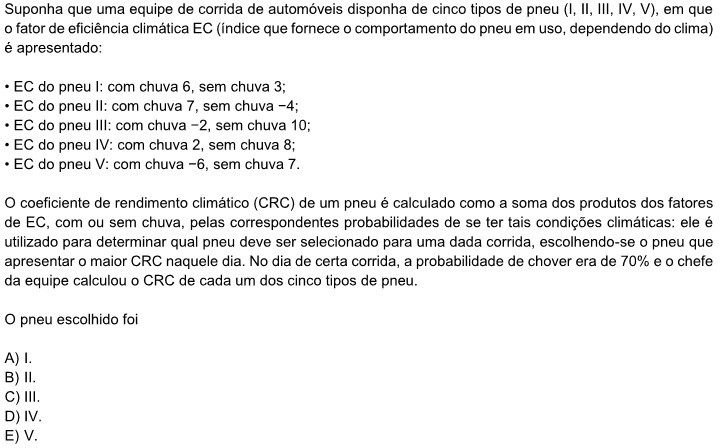 Suponha que uma equipe de corrida de automóveis disponha de cinco tipos de pneu (I, II, III, IV, V), em que
o fator de eficiência climática EC (índice que fornece o comportamento do pneu em uso, dependendo do clima)
é apresentado:
• EC do pneu I: com chuva 6, sem chuva 3;
• EC do pneu II: com chuva 7, sem chuva −4;
• EC do pneu III: com chuva −2, sem chuva 10;
• EC do pneu IV: com chuva 2, sem chuva 8;
• EC do pneu V: com chuva −6, sem chuva 7.
O coeficiente de rendimento climático (CRC) de um pneu é calculado como a soma dos produtos dos fatores
de EC, com ou sem chuva, pelas correspondentes probabilidades de se ter tais condições climáticas: ele é
utilizado para determinar qual pneu deve ser selecionado para uma dada corrida, escolhendo-se o pneu que
apresentar o maior CRC naquele dia. No dia de certa corrida, a probabilidade de chover era de 70% e o chefe
da equipe calculou o CRC de cada um dos cinco tipos de pneu.
O pneu escolhido foi
A) I.
B) II.
C) III.
D) IV.
E) V.